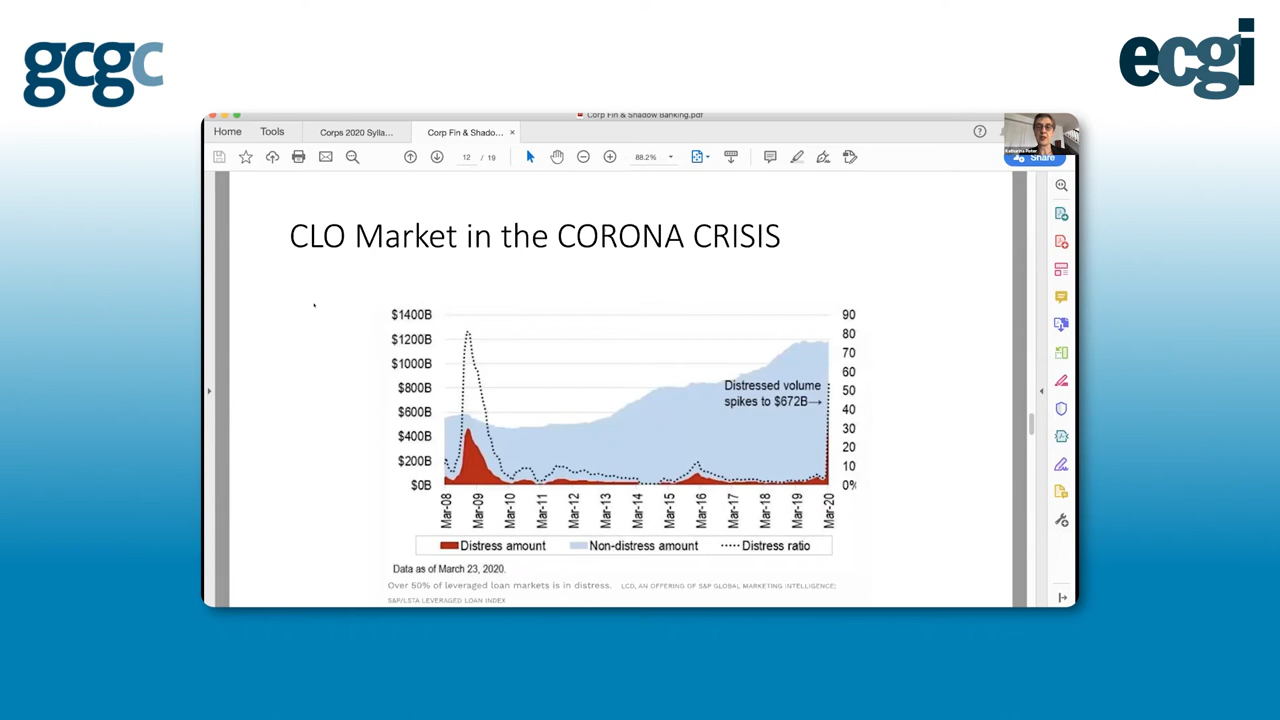 gcgc
ecgi
Corp Fin & Shadow Banking.pdf
Home
Tools
Corps 2020 Sylla...
Corp Fin & Shado...
×
12 / 19
88.2%
Share
CLO Market in the CORONA CRISIS
$1400B
$1200B
$1000B
$800B
$600B
$400B
$200B
$0B
90
80
70
60
50
40
30
20
10
0%
Distressed volume
spikes to $672B→
Mar-08
Mar-09
Mar-10
Mar-11
Mar-12
Mar-13
Mar-14
Mar-15
Mar-16
Mar-17
Mar-18
Mar-19
Mar-20
Distress amount
Non-distress amount
Distress ratio
Data as of March 23, 2020.
Over 50% of leveraged loan markets is in distress. LCD, AN OFFERING OF S&P GLOBAL MARKETING INTELLIGENCE;
S&P/LSTA LEVERAGED LOAN INDEX